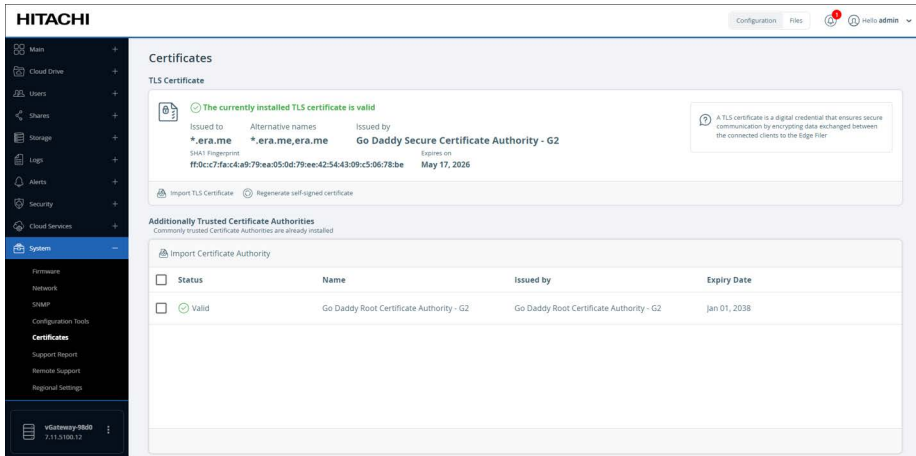 HITACHI
Configuration Files 1 Hello admin
Main
Cloud Drive
Users
Shares
Storage
Logs
Alerts
Security
Cloud Services
System
Firmware
Network
SNMP
Configuration Tools
Certificates
Support Report
Remote Support
Regional Settings
vGateway-98d0
7.11.5100.12
Certificates
TLS Certificate
The currently installed TLS certificate is valid
Issued to Alternative names Issued by
*.era.me *.era.me,era.me Go Daddy Secure Certificate Authority - G2
SHA1 Fingerprint Expires on
ff:0c:c7:fa:c4:a9:79:ea:05:0d:79:ee:42:54:43:09:c5:06:78:be May 17, 2026
A TLS certificate is a digital credential that ensures secure
communication by encrypting data exchanged between
the connected clients to the Edge Filer
Import TLS Certificate Regenerate self-signed certificate
Additionally Trusted Certificate Authorities
Commonly trusted Certificate Authorities are already installed
Import Certificate Authority
Status Name Issued by Expiry Date
Valid Go Daddy Root Certificate Authority - G2 Go Daddy Root Certificate Authority - G2 Jan 01, 2038